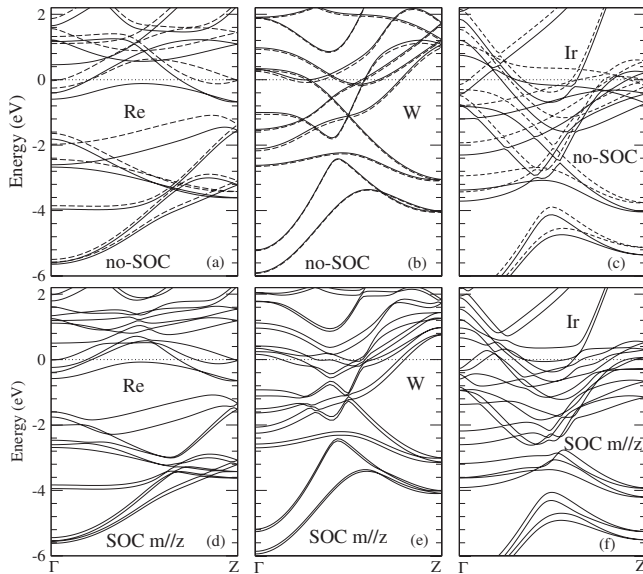 Energy (eV)
2
0
-2
-4
-6
Re
no-SOC
(a)
W
no-SOC
(b)
Ir
no-SOC
(c)
Energy (eV)
2
0
-2
-4
-6
Re
SOC m//z
(d)
W
SOC m//z
(e)
Ir
SOC m//z
(f)
Γ Z Γ Z Γ Z